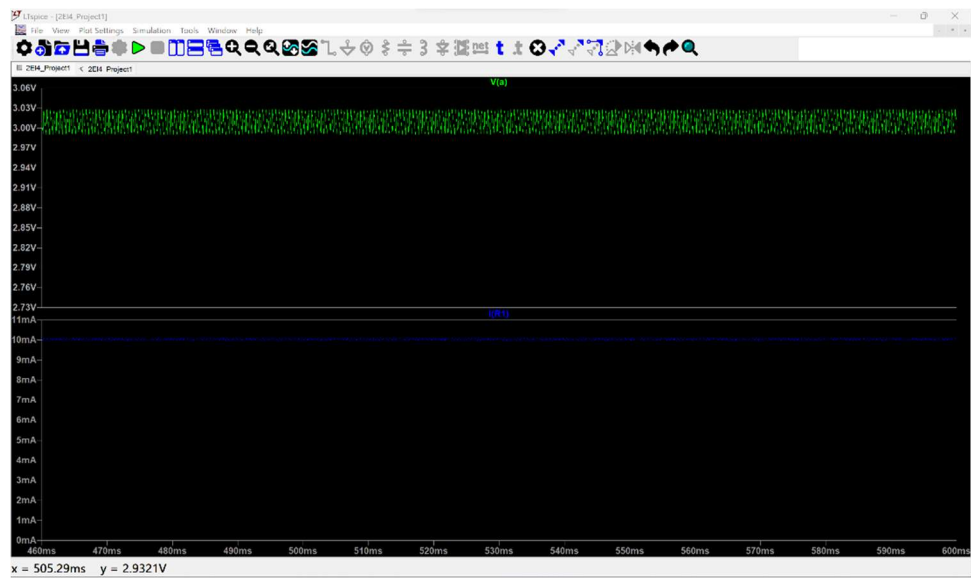 LTspice - [2EI4_Project1]
File View Plot Settings Simulation Tools Window Help
2EI4_Project1 2EI4 Project1
V(a)
3.06V
3.03V
3.00V
2.97V
2.94V
2.91V
2.88V
2.85V
2.82V
2.79V
2.76V
2.73V
I(R1)
11mA
10mA
9mA
8mA
7mA
6mA
5mA
4mA
3mA
2mA
1mA
0mA
460ms 470ms 480ms 490ms 500ms 510ms 520ms 530ms 540ms 550ms 560ms 570ms 580ms 590ms 600ms
x = 505.29ms y = 2.9321V